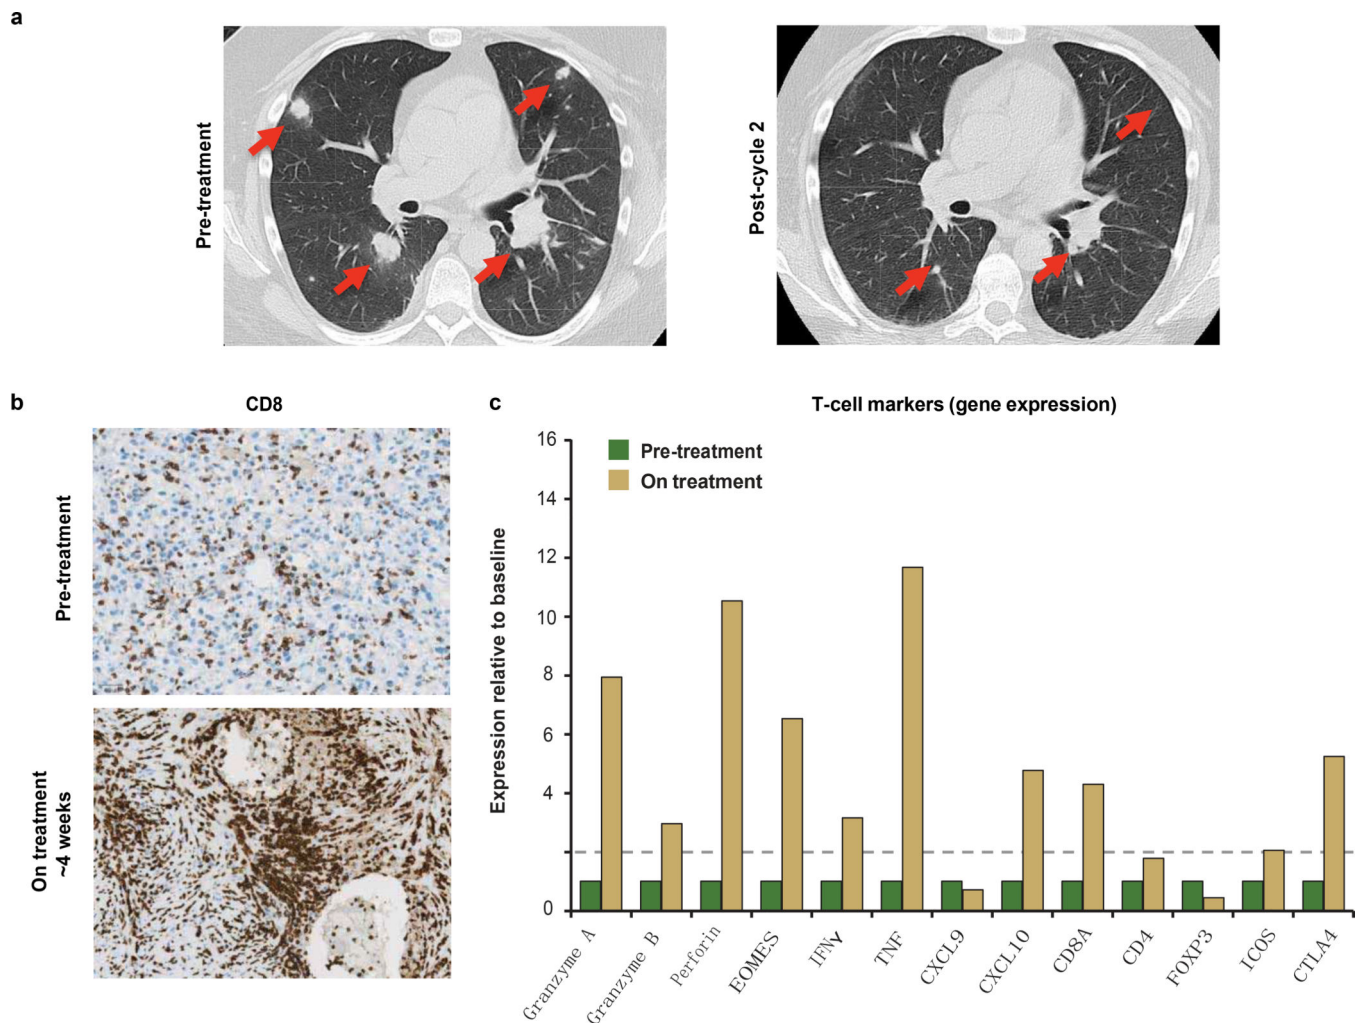 a
Pre-treatment
Post-cycle 2
b
CD8
Pre-treatment
On treatment
~4 weeks
c
T-cell markers (gene expression)
Pre-treatment
On treatment
Expression relative to baseline
16
14
12
10
8
6
4
0
Granzyme A
Granzyme B
Perforin
EOMES
IFNγ
TNF
CXCL9
CXCL10
CD8A
CD4
FOXP3
ICOS
CTLA4